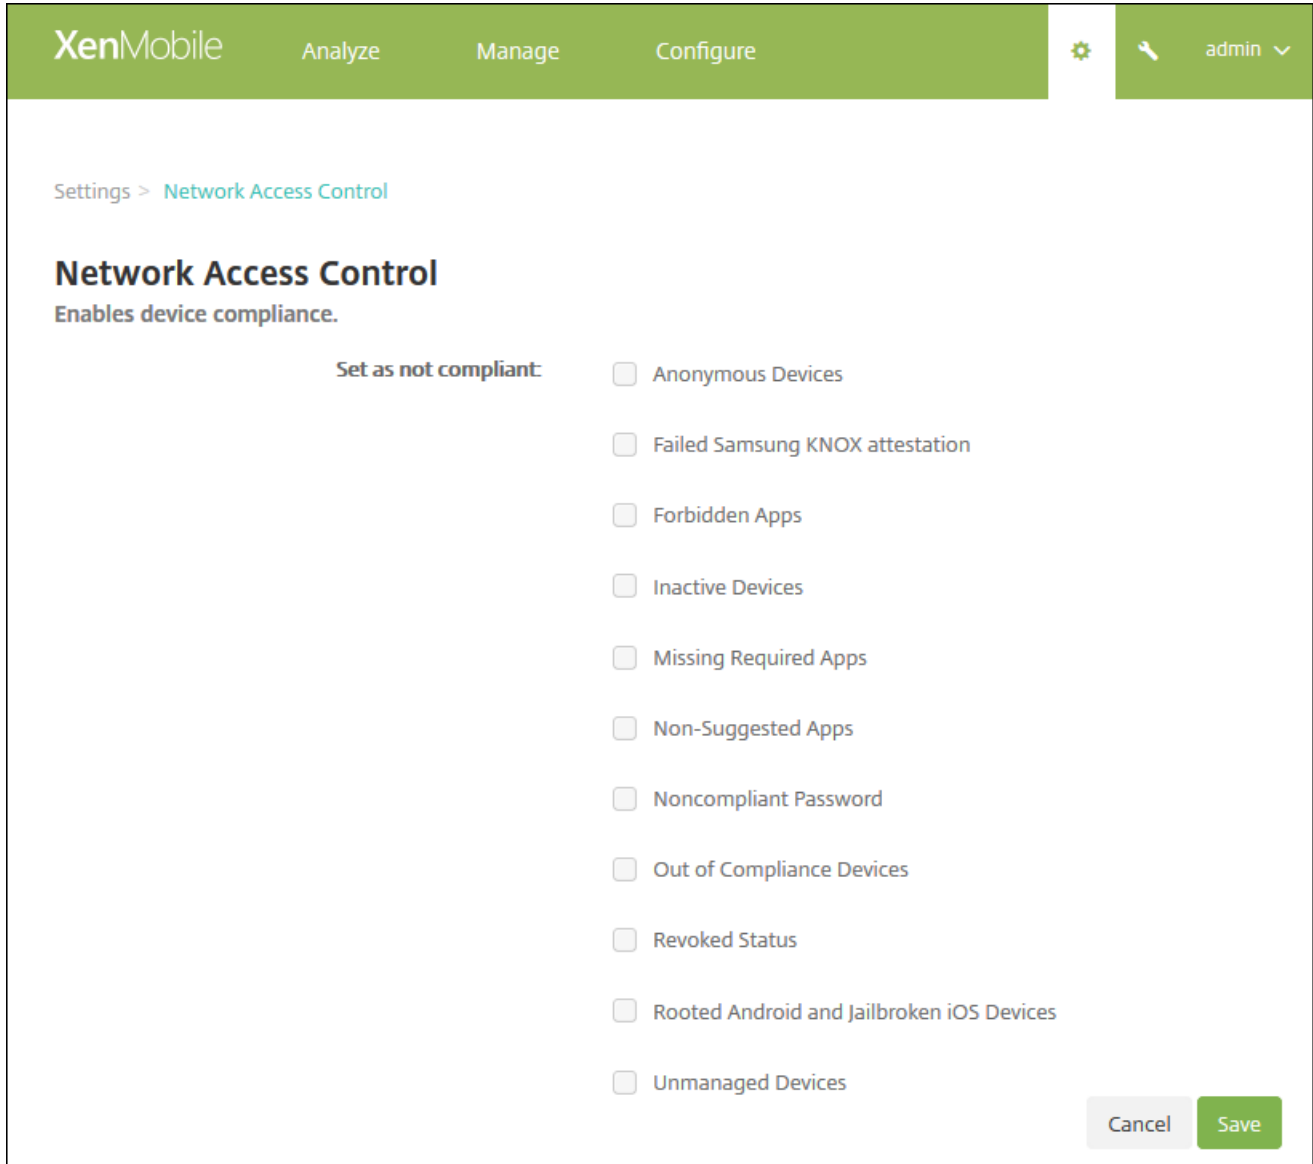 XenMobile Analyze Manage Configure admin
Settings > Network Access Control
Network Access Control
Enables device compliance.
Set as not compliant:
Anonymous Devices
Failed Samsung KNOX attestation
Forbidden Apps
Inactive Devices
Missing Required Apps
Non-Suggested Apps
Noncompliant Password
Out of Compliance Devices
Revoked Status
Rooted Android and Jailbroken iOS Devices
Unmanaged Devices
Cancel Save